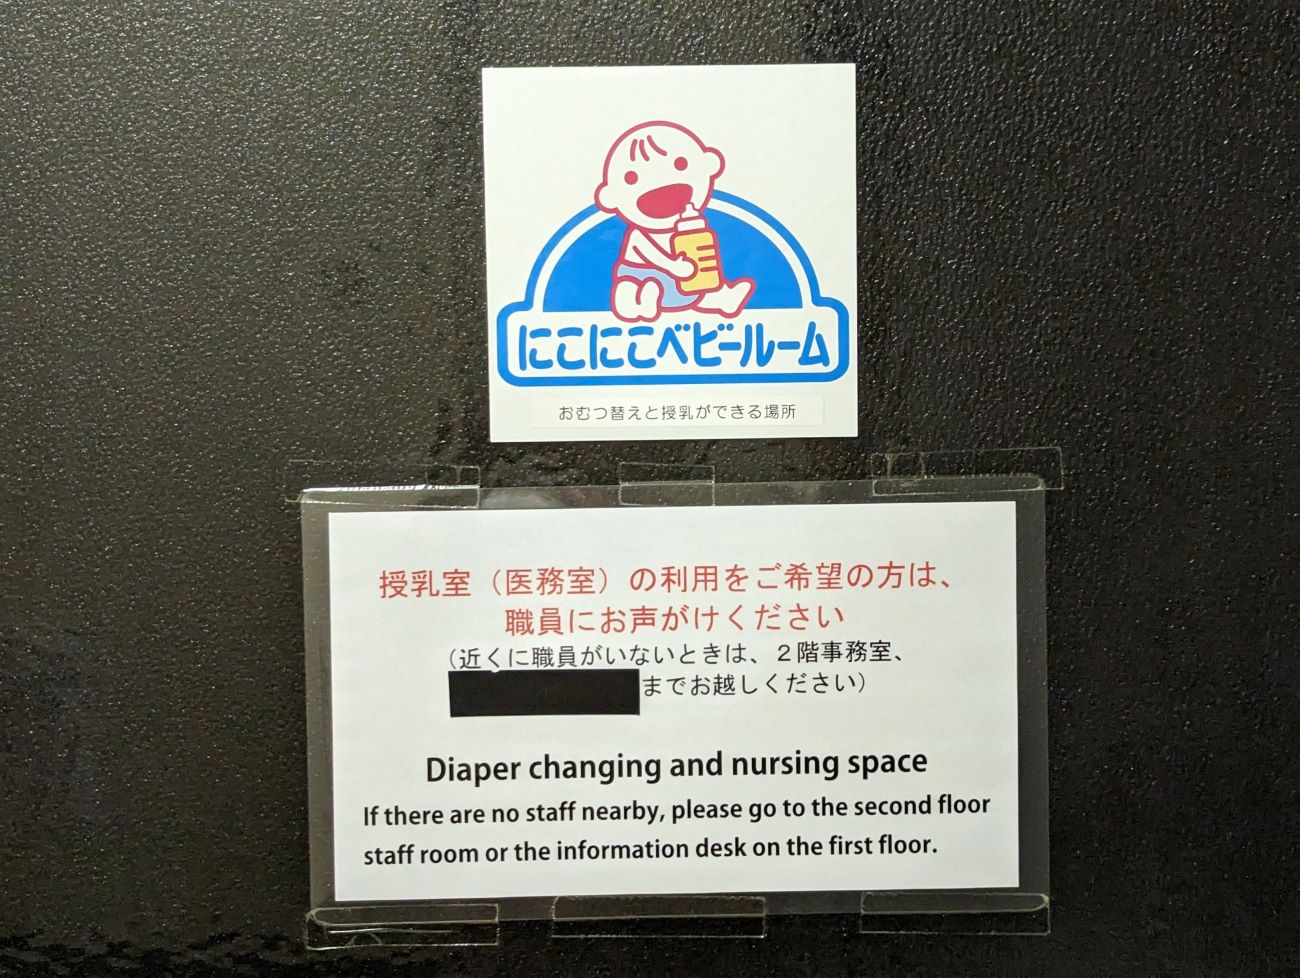 にこにこベビールーム
おむつ替えと授乳ができる場所
授乳室（医務室）の利用をご希望の方は、
職員にお声がけください
（近くに職員がいないときは、２階事務室、
までお越しください）
Diaper changing and nursing space
If there are no staff nearby, please go to the second floor
staff room or the information desk on the first floor.